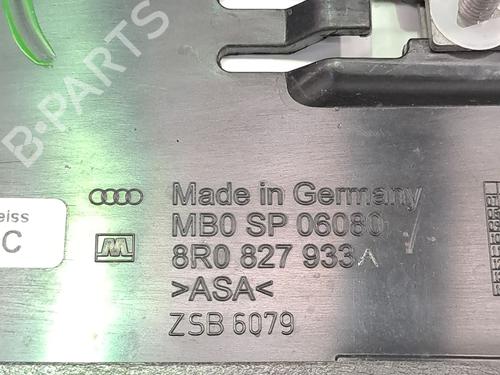 B-PARTS
eiss
C
Made in Germany
MB0 SP 06080
8R0 827 933 A
>ASA<
ZSB 6079